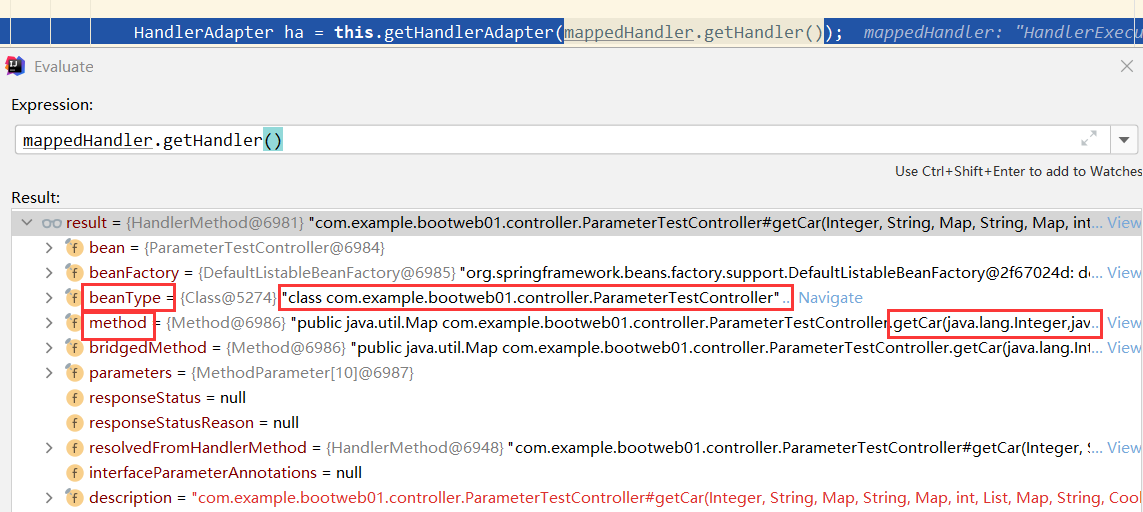 HandlerAdapter ha = this.getHandlerAdapter(mappedHandler.getHandler()); mappedHandler: "HandlerExecu
Evaluate
Expression:
mappedHandler.getHandler()
Use Ctrl+Shift+Enter to add to Watches
Result:
result = {HandlerMethod@6981} "com.example.bootweb01.controller.ParameterTestController#getCar(Integer, String, Map, String, Map, int... View
f bean = {ParameterTestController@6984}
f beanFactory = {DefaultListableBeanFactory@6985} "org.springframework.beans.factory.support.DefaultListableBeanFactory@2f67024d: de... View
f beanType = {Class@5274} "class com.example.bootweb01.controller.ParameterTestController" ... Navigate
f method = {Method@6986} "public java.util.Map com.example.bootweb01.controller.ParameterTestController.getCar(java.lang.Integer,jav... View
f bridgedMethod = {Method@6986} "public java.util.Map com.example.bootweb01.controller.ParameterTestController.getCar(java.lang.Int... View
f parameters = {MethodParameter[10]@6987}
f responseStatus = null
f responseStatusReason = null
f resolvedFromHandlerMethod = {HandlerMethod@6948} "com.example.bootweb01.controller.ParameterTestController#getCar(Integer, S... View
f interfaceParameterAnnotations = null
f description = "com.example.bootweb01.controller.ParameterTestController#getCar(Integer, String, Map, String, Map, int, List, Map, String, Coo... View